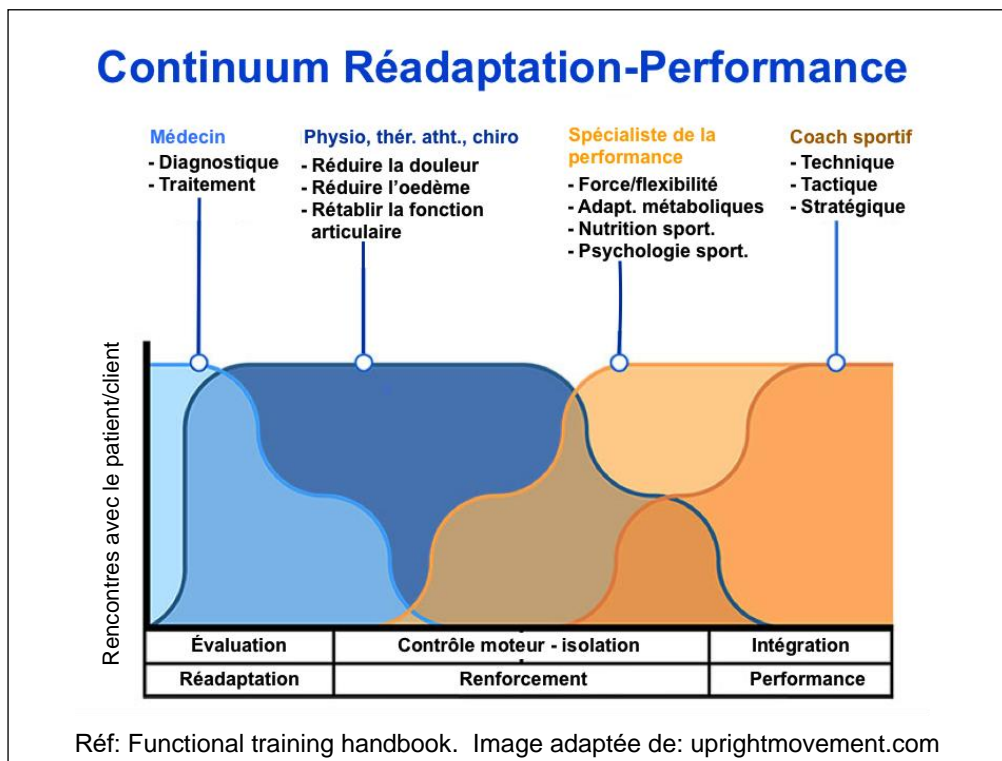 Continuum Réadaptation-Performance
Médecin
- Diagnostique
- Traitement
Physio, thér. atht., chiro
- Réduire la douleur
- Réduire l'oedème
- Rétablir la fonction
articulaire
Spécialiste de la
performance
- Force/flexibilité
- Adapt. métaboliques
- Nutrition sport.
- Psychologie sport.
Coach sportif
- Technique
- Tactique
- Stratégique
Rencontres avec le patient/client
Évaluation
Contrôle moteur - isolation
Intégration
Réadaptation
Renforcement
Performance
Réf: Functional training handbook. Image adaptée de: uprightmovement.com